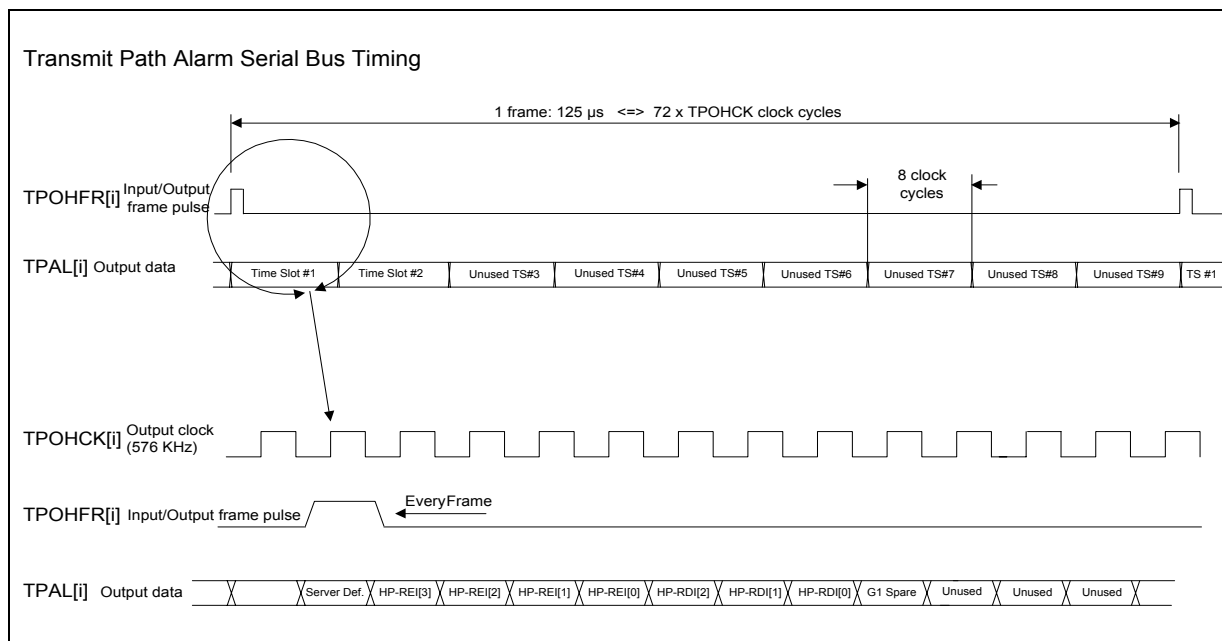 Transmit Path Alarm Serial Bus Timing
1 frame: 125 µs <=> 72 x TPOHCK clock cycles
8 clock
cycles
TPOHFR[i] Input/Output
frame pulse
TPAL[i] Output data
Time Slot #1 Time Slot #2 Unused TS#3 Unused TS#4 Unused TS#5 Unused TS#6 Unused TS#7 Unused TS#8 Unused TS#9 TS #1
TPOHCK[i] Output clock
(576 KHz)
TPOHFR[i] Input/Output frame pulse
EveryFrame
TPAL[i] Output data
Server Def. HP-REI[3] HP-REI[2] HP-REI[1] HP-REI[0] HP-RDI[2] HP-RDI[1] HP-RDI[0] G1 Spare Unused Unused Unused